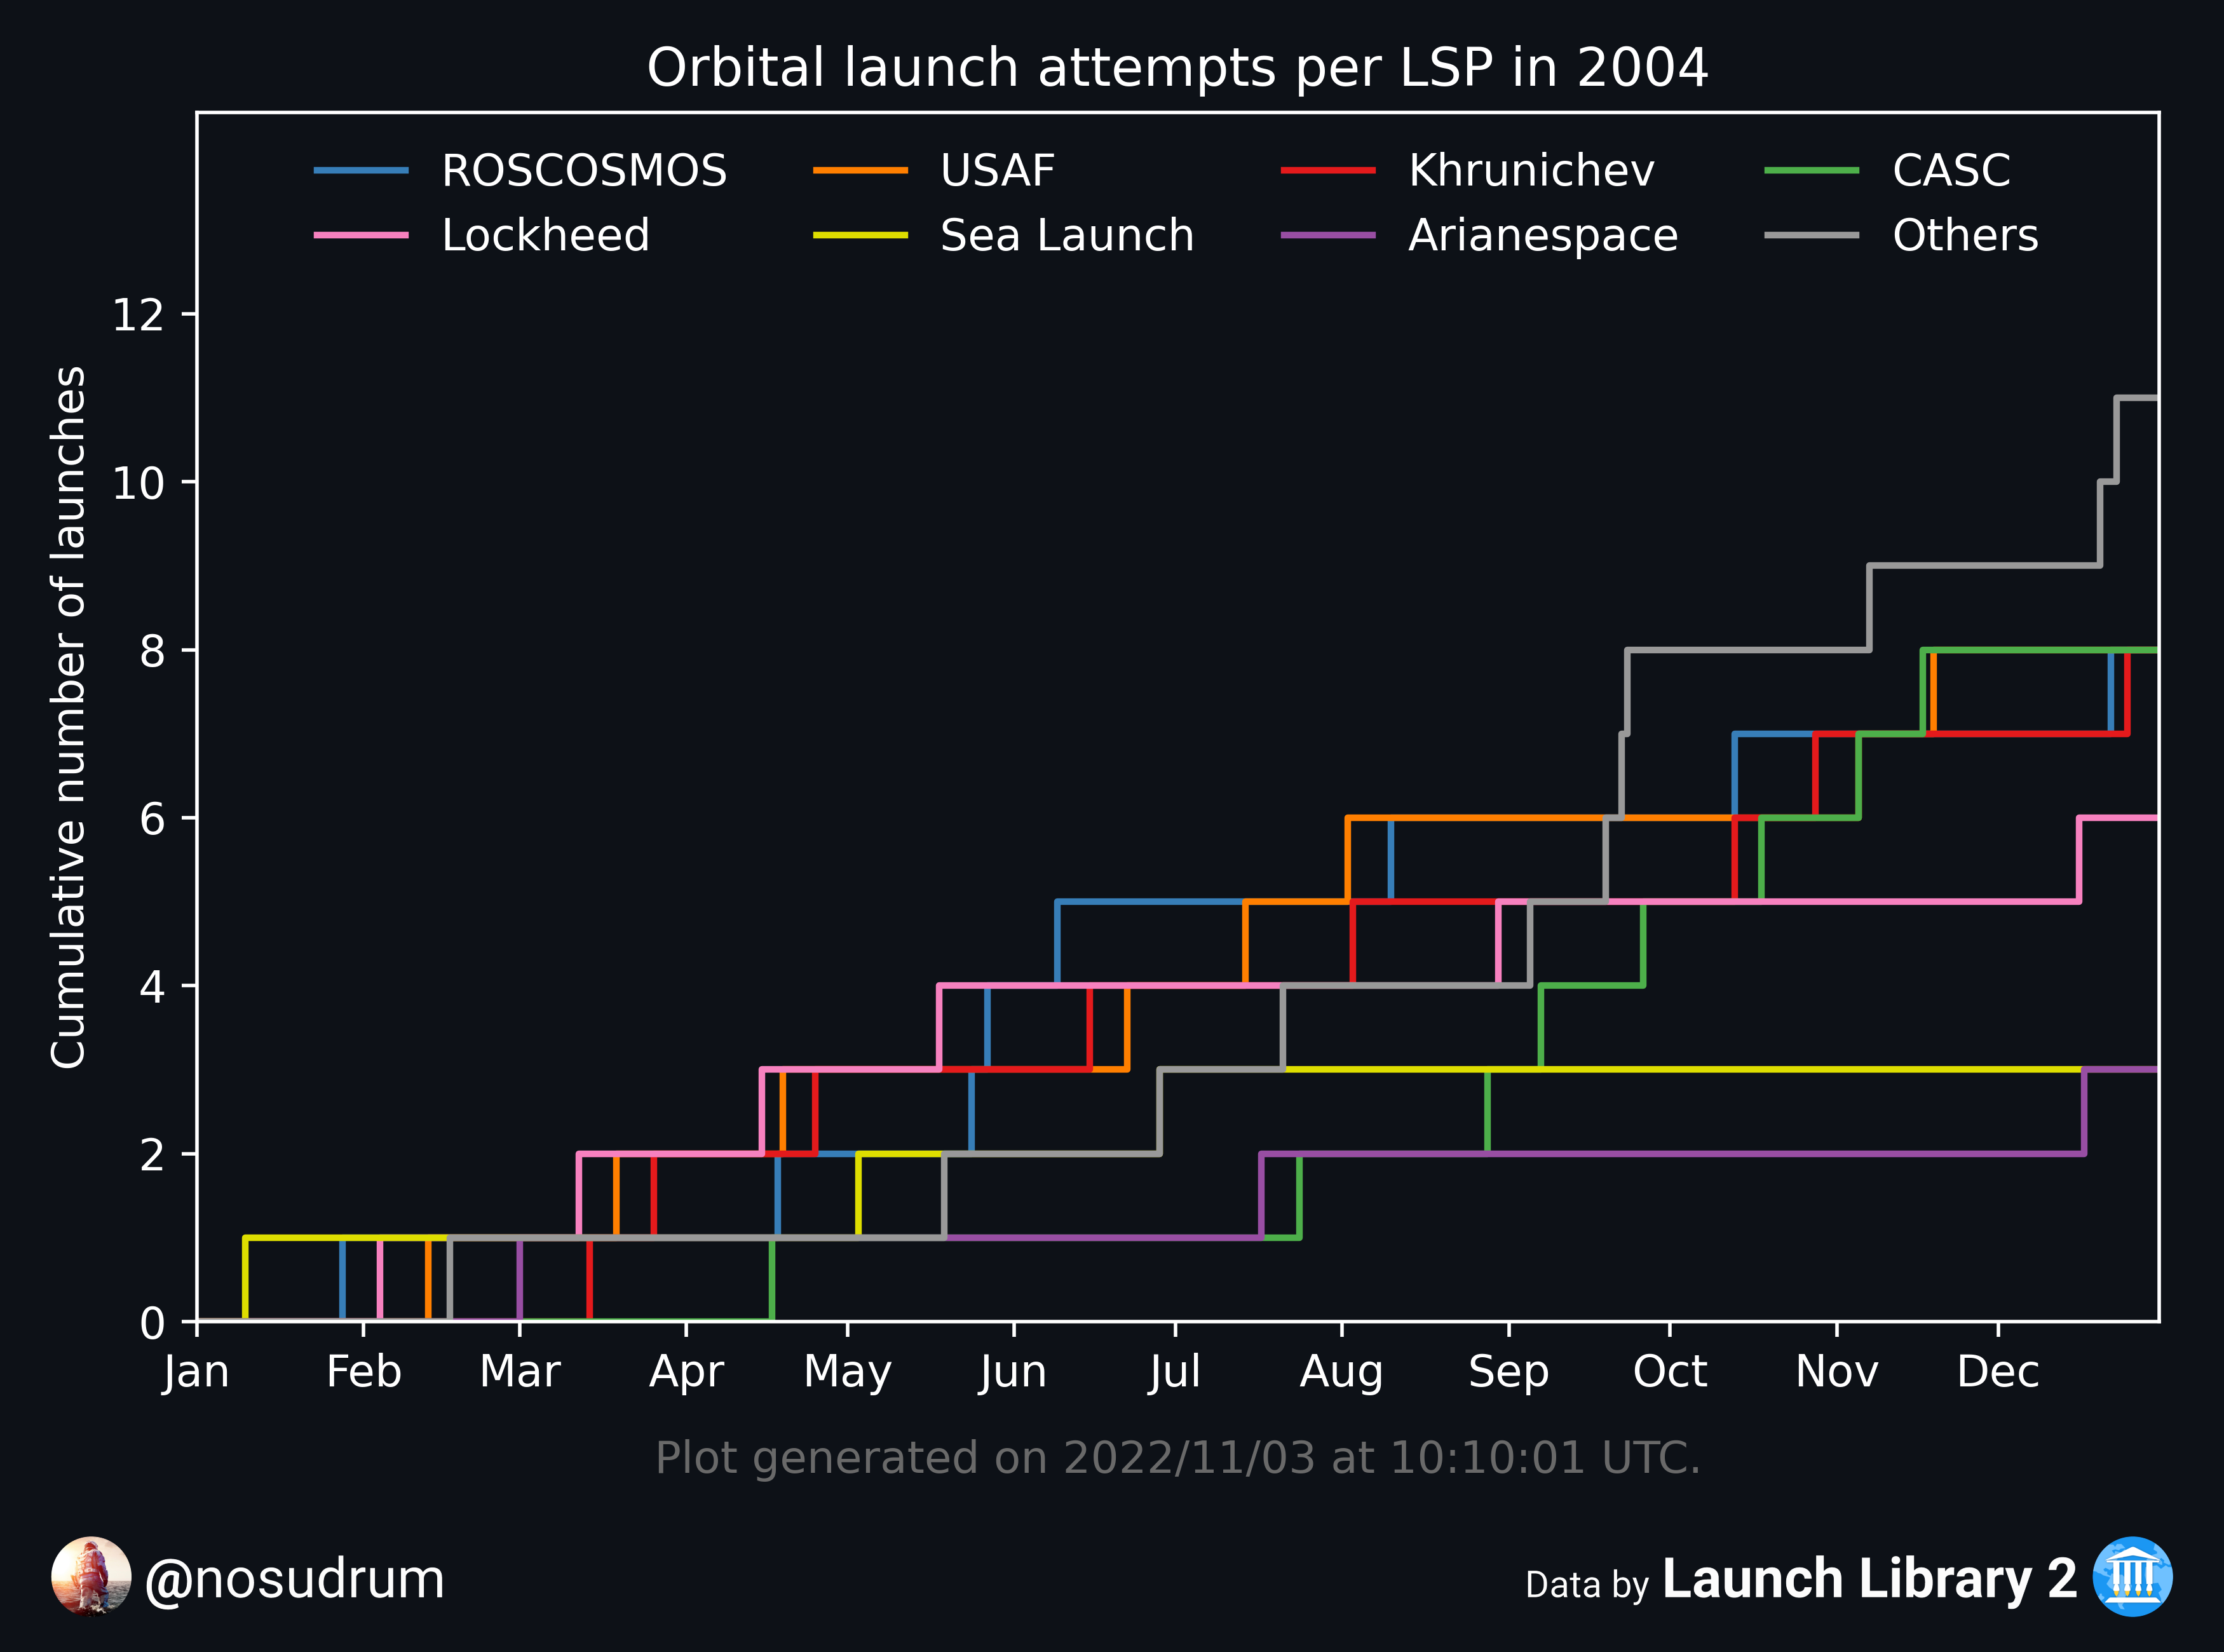 Orbital launch attempts per LSP in 2004
ROSCOSMOS USAF Khrunichev CASC
Lockheed Sea Launch Arianespace Others
Cumulative number of launches
12
10
8
6
4
2
0
Jan Feb Mar Apr May Jun Jul Aug Sep Oct Nov Dec
Plot generated on 2022/11/03 at 10:10:01 UTC.
@nosudrum
Data by Launch Library 2